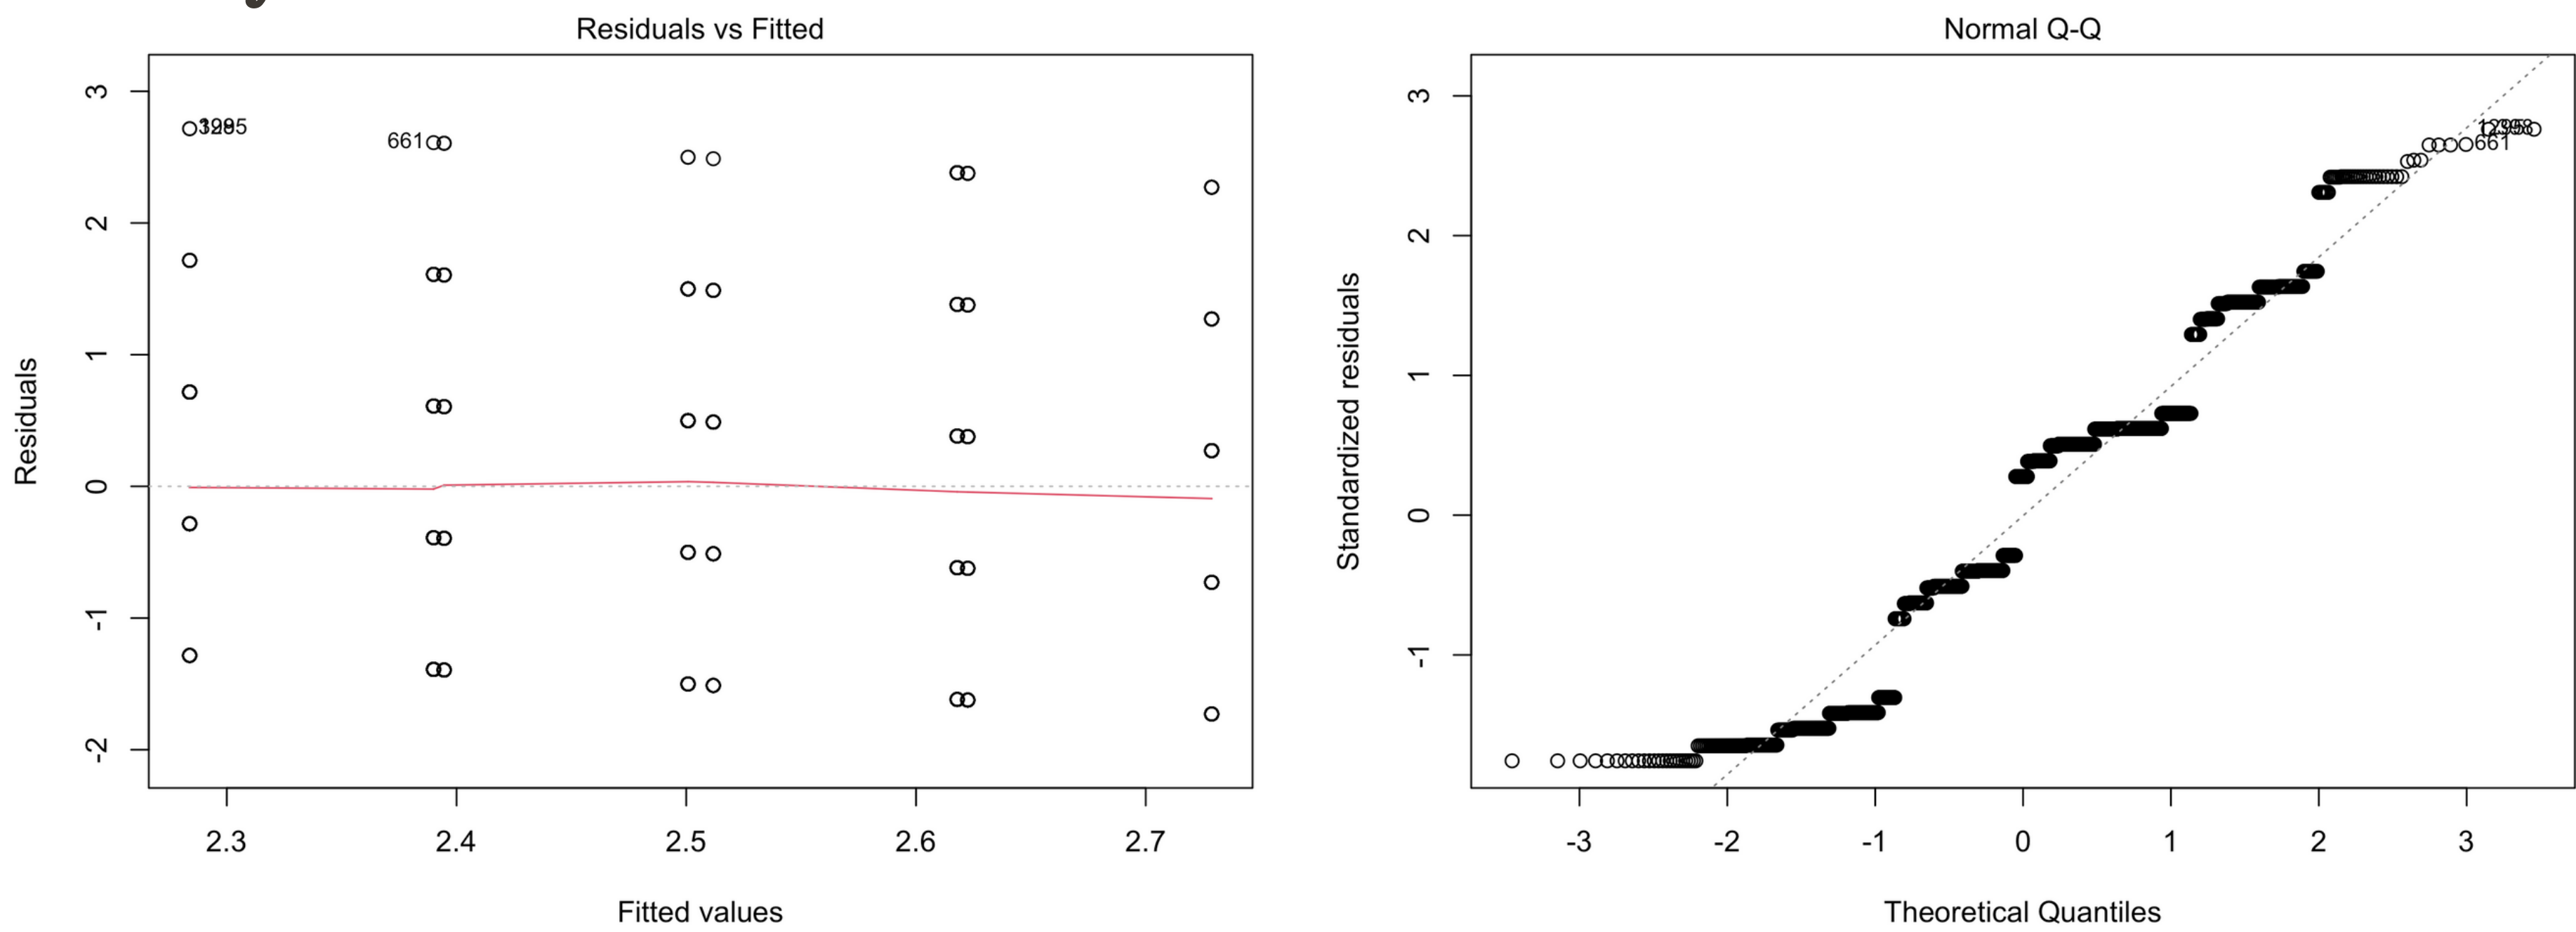 Residuals vs Fitted
3
2
1
0
-1
-2
Residuals
661
2.3 2.4 2.5 2.6 2.7
Fitted values
Normal Q-Q
3
2
1
0
-1
Standardized residuals
661
-3 -2 -1 0 1 2 3
Theoretical Quantiles